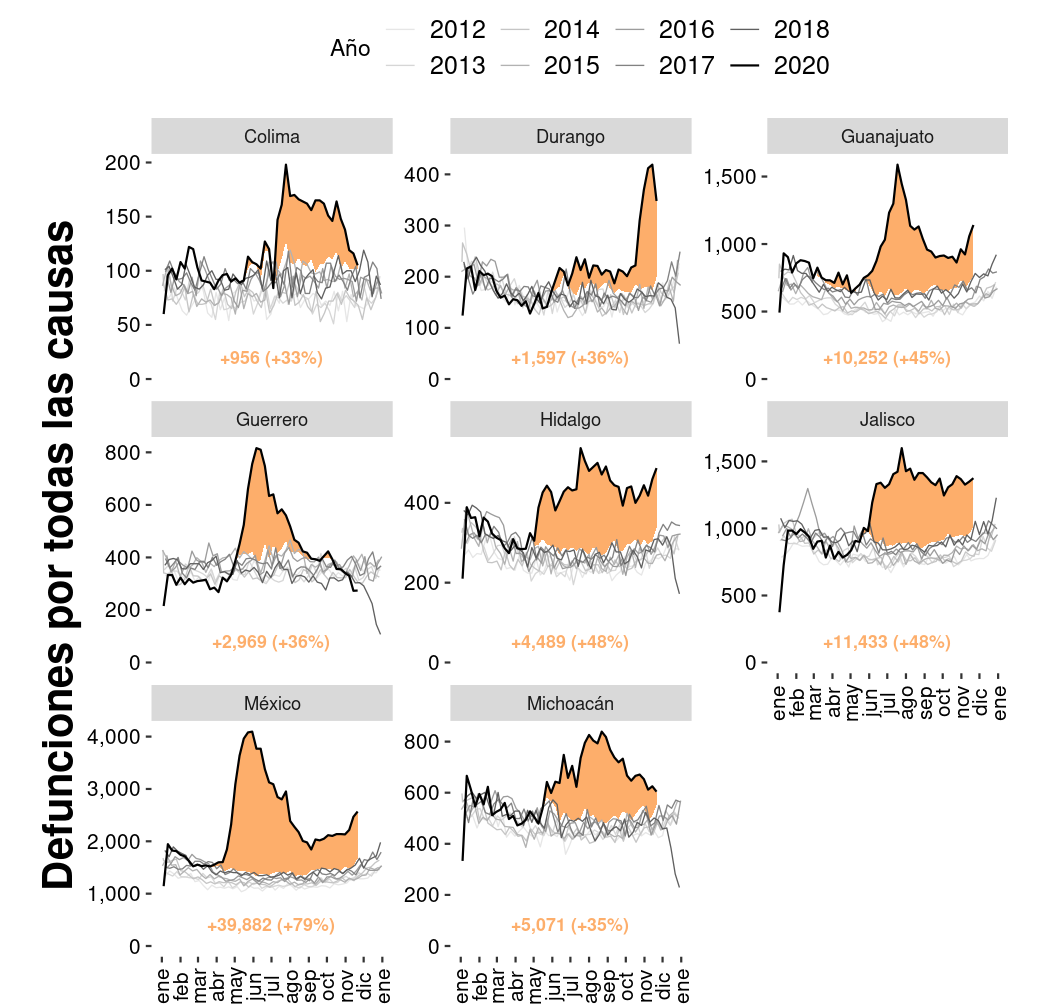 Año
2012 2014 2016 2018
2013 2015 2017 2020
Defunciones por todas las causas
Colima
200
150
100
50
0
+956 (+33%)
Durango
400
300
200
100
0
+1,597 (+36%)
Guanajuato
1,500
1,000
500
0
+10,252 (+45%)
Guerrero
800
600
400
200
0
+2,969 (+36%)
Hidalgo
400
200
0
+4,489 (+48%)
Jalisco
1,500
1,000
500
0
+11,433 (+48%)
ene feb mar abr may jun jul ago sep oct nov dic ene
México
4,000
3,000
2,000
1,000
0
+39,882 (+79%)
ene feb mar abr may jun jul ago sep oct nov dic ene
Michoacán
800
600
400
200
0
+5,071 (+35%)
ene feb mar abr may jun jul ago sep oct nov dic ene